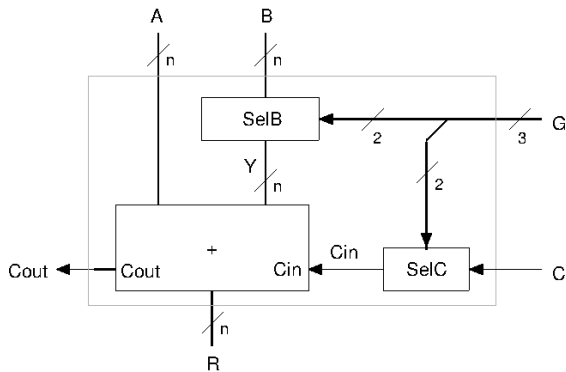 A B
n n
SelB
2 3 G
Y
n 2
+
Cin
Cout Cout Cin SelC C
n
R